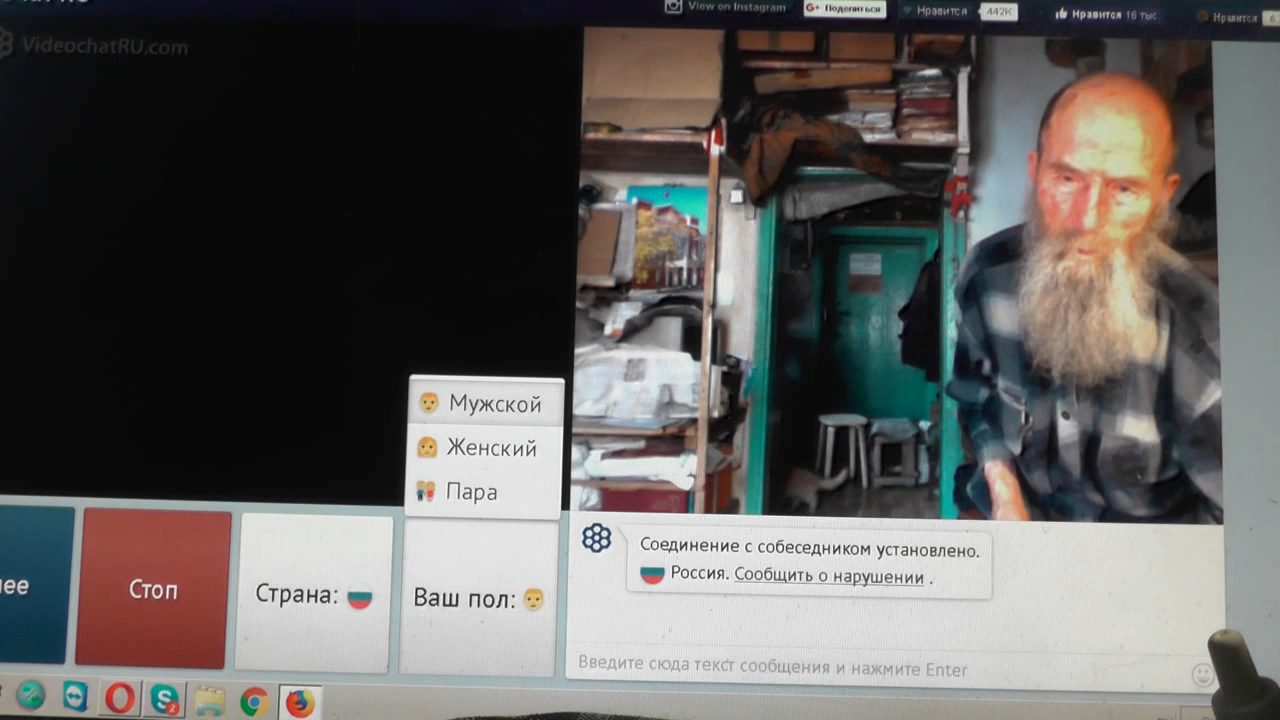 View on Instagram
G+ Поделиться
Нравится 442K
Нравится 16 тыс
Нравится 6
VideochatRU.com
Мужской
Женский
Пара
Стоп
Страна:
Ваш пол:
Соединение с собеседником установлено.
Россия. Сообщить о нарушении .
Введите сюда текст сообщения и нажмите Enter